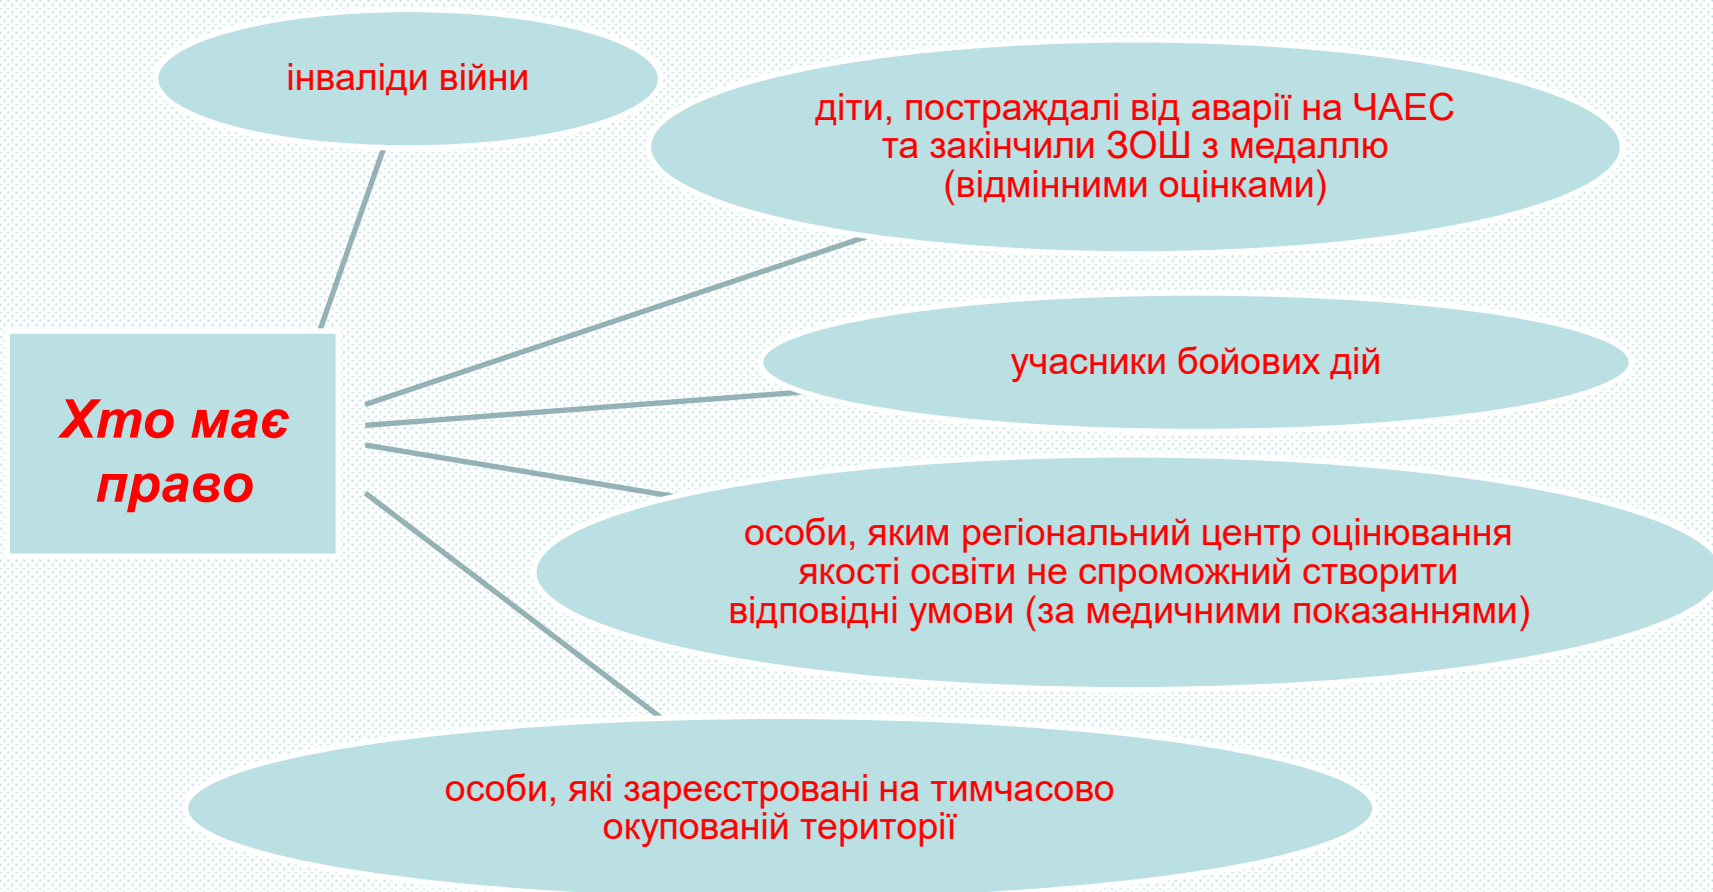 інваліди війни
діти, постраждалі від аварії на ЧАЕС
та закінчили ЗОШ з медаллю
(відмінними оцінками)
учасники бойових дій
Хто має
право
особи, яким регіональний центр оцінювання
якості освіти не спроможний створити
відповідні умови (за медичними показаннями)
особи, які зареєстровані на тимчасово
окупованій території